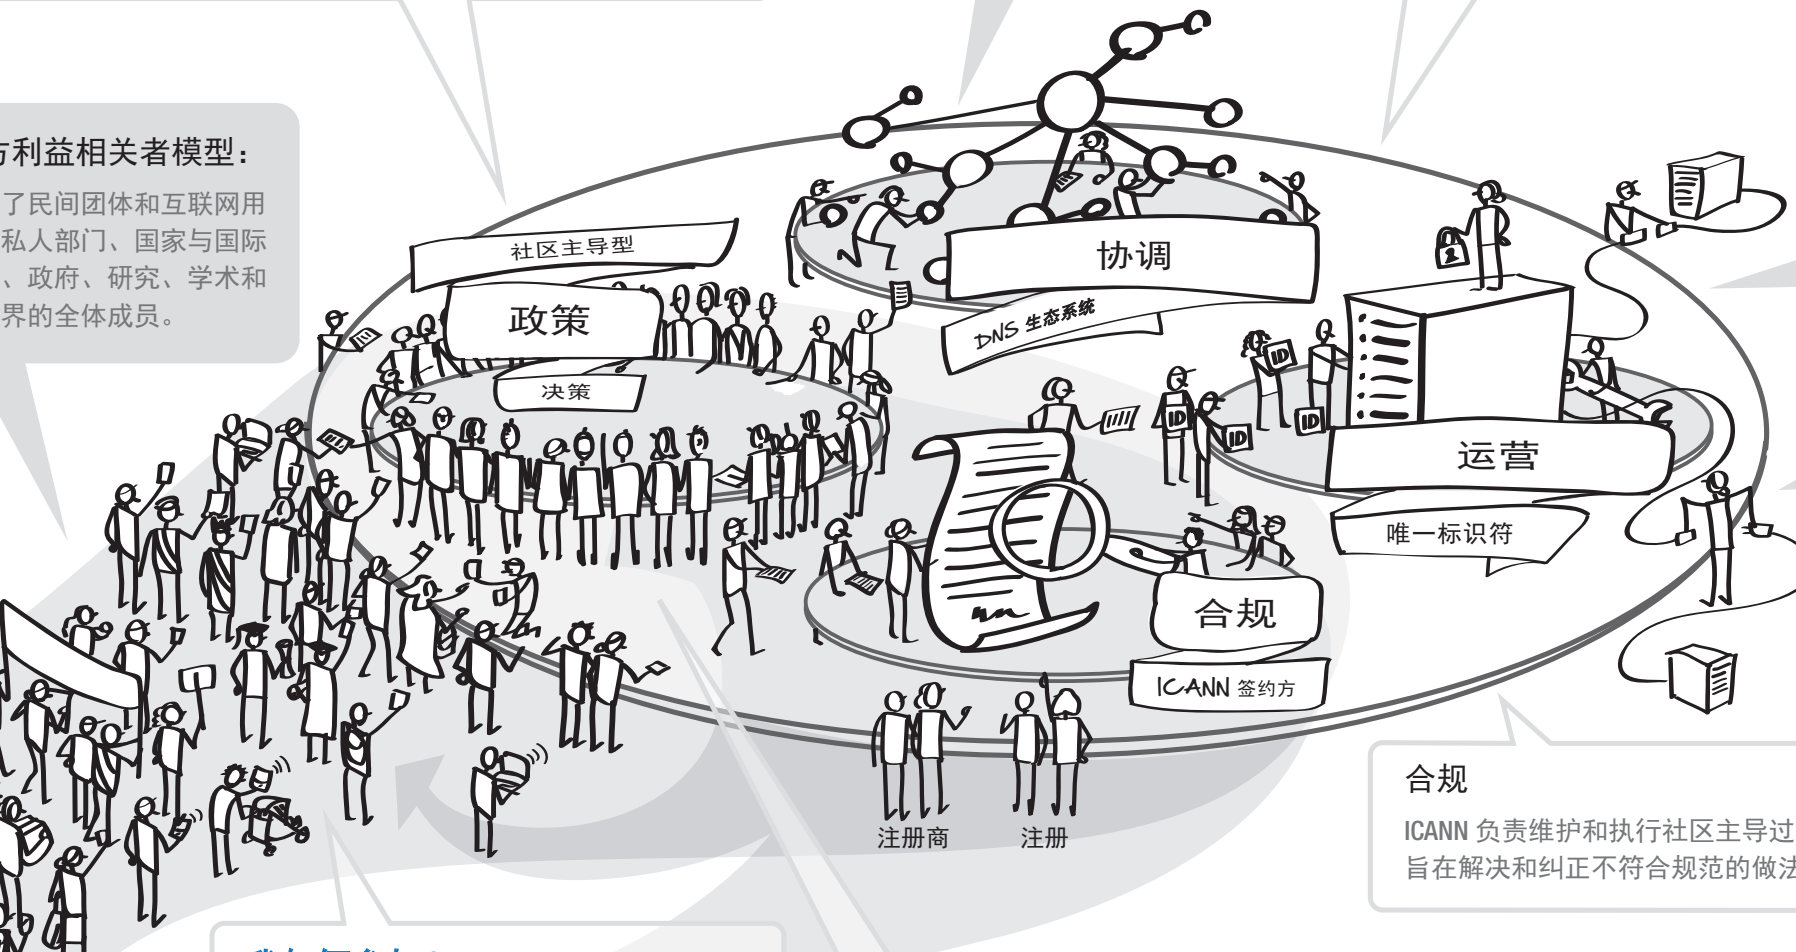 方利益相关者模型：
了民间团体和互联网用
私人部门、国家与国际
、政府、研究、学术和
界的全体成员。
社区主导型
政策
决策
协调
DNS 生态系统
ID
ID
ID
ID
运营
唯一标识符
合规
ICANN 签约方
注册商
注册
合规
ICANN 负责维护和执行社区主导过
旨在解决和纠正不符合规范的做法